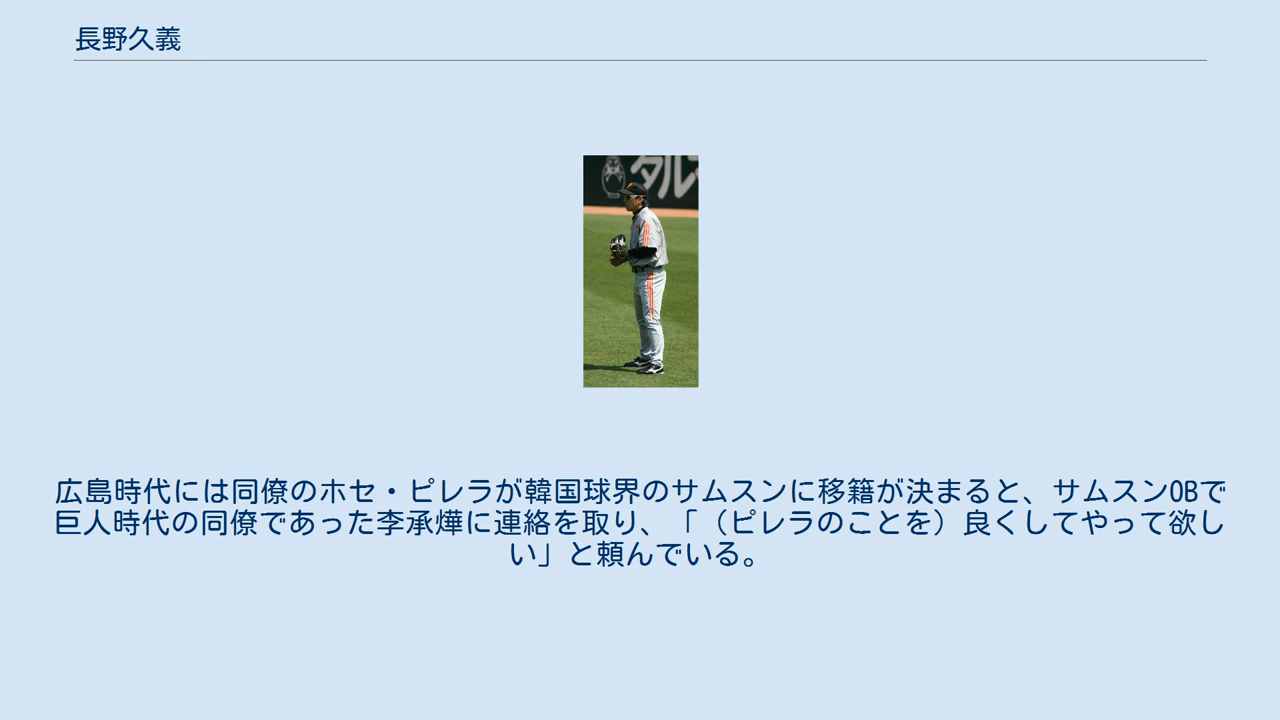 長野久義
タル
広島時代には同僚のホセ・ピレラが韓国球界のサムスンに移籍が決まると、サムスンOBで
巨人時代の同僚であった李承燁に連絡を取り、「（ピレラのことを）良くしてやって欲し
い」と頼んでいる。